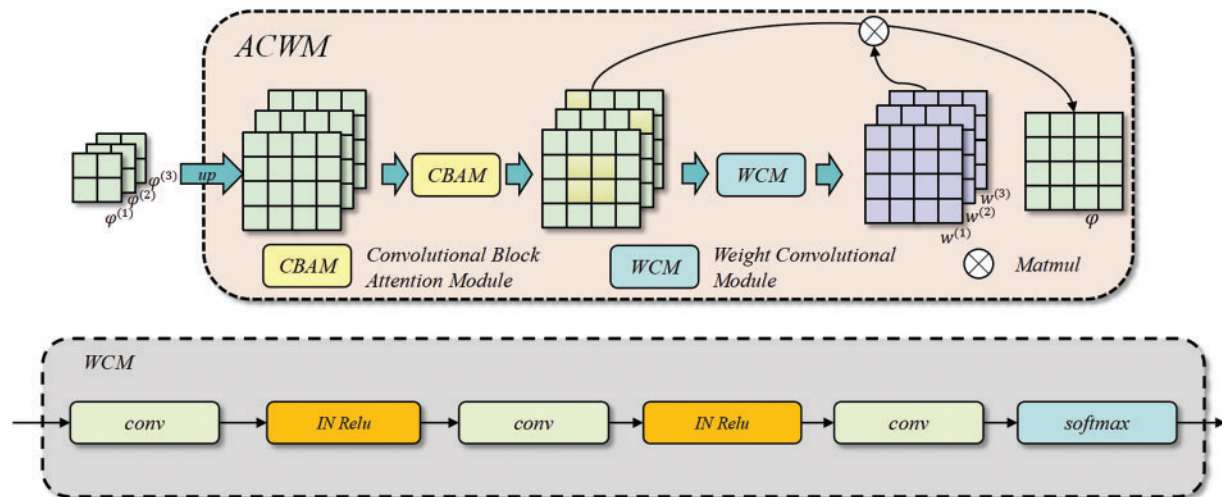 ACWM
φ(1)
φ(2)
φ(3)
up
CBAM
WCM
w(1)
w(2)
w(3)
φ
CBAM
Convolutional Block
Attention Module
WCM
Weight Convolutional
Module
Matmul
WCM
conv
IN Relu
conv
IN Relu
conv
softmax